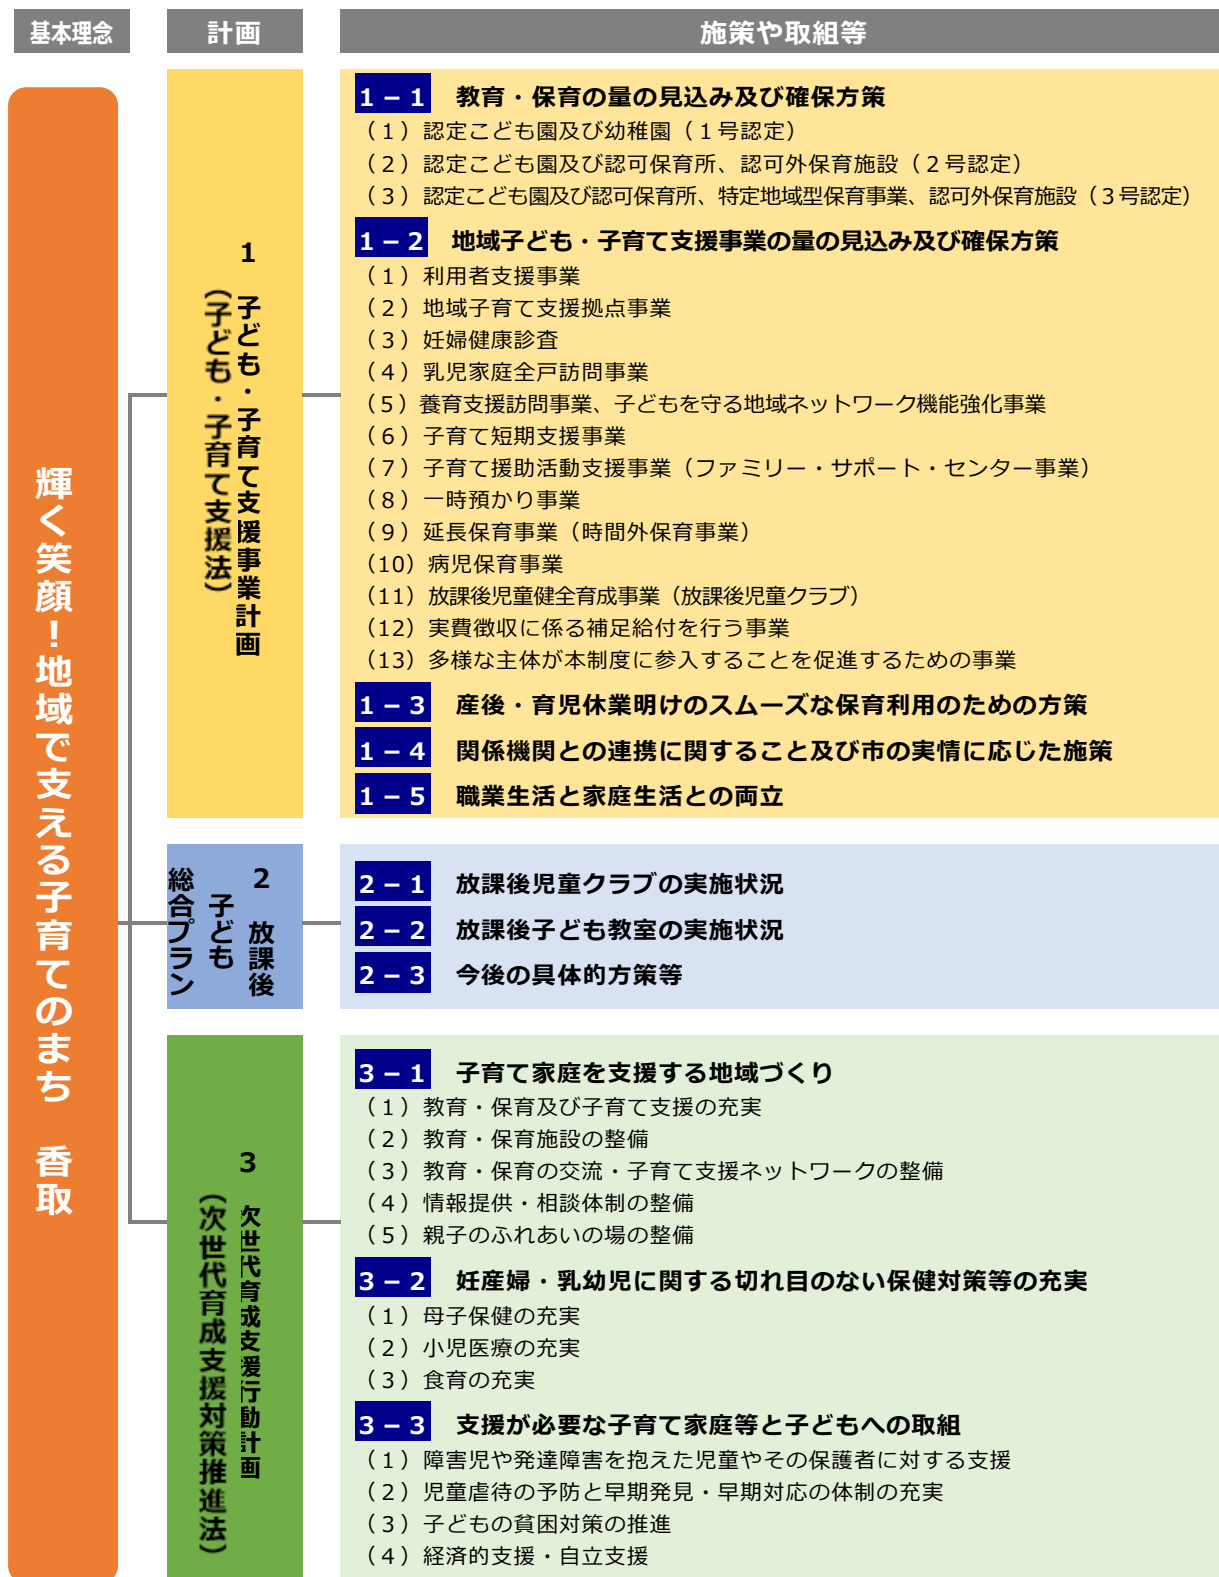 基本理念
計画
施策や取組等
輝く笑顔！地域で支える子育てのまち　香取
1　子ども・子育て支援事業計画
（子ども・子育て支援法）
1－1　教育・保育の量の見込み及び確保方策
（1）認定こども園及び幼稚園（1号認定）
（2）認定こども園及び認可保育所、認可外保育施設（2号認定）
（3）認定こども園及び認可保育所、特定地域型保育事業、認可外保育施設（3号認定）
1－2　地域子ども・子育て支援事業の量の見込み及び確保方策
（1）利用者支援事業
（2）地域子育て支援拠点事業
（3）妊婦健康診査
（4）乳児家庭全戸訪問事業
（5）養育支援訪問事業、子どもを守る地域ネットワーク機能強化事業
（6）子育て短期支援事業
（7）子育て援助活動支援事業（ファミリー・サポート・センター事業）
（8）一時預かり事業
（9）延長保育事業（時間外保育事業）
（10）病児保育事業
（11）放課後児童健全育成事業（放課後児童クラブ）
（12）実費徴収に係る補足給付を行う事業
（13）多様な主体が本制度に参入することを促進するための事業
1－3　産後・育児休業明けのスムーズな保育利用のための方策
1－4　関係機関との連携に関すること及び市の実情に応じた施策
1－5　職業生活と家庭生活との両立
2　放課後
子ども
総合プラン
2－1　放課後児童クラブの実施状況
2－2　放課後子ども教室の実施状況
2－3　今後の具体的方策等
3　次世代育成支援行動計画
（次世代育成支援対策推進法）
3－1　子育て家庭を支援する地域づくり
（1）教育・保育及び子育て支援の充実
（2）教育・保育施設の整備
（3）教育・保育の交流・子育て支援ネットワークの整備
（4）情報提供・相談体制の整備
（5）親子のふれあいの場の整備
3－2　妊産婦・乳幼児に関する切れ目のない保健対策等の充実
（1）母子保健の充実
（2）小児医療の充実
（3）食育の充実
3－3　支援が必要な子育て家庭等と子どもへの取組
（1）障害児や発達障害を抱えた児童やその保護者に対する支援
（2）児童虐待の予防と早期発見・早期対応の体制の充実
（3）子どもの貧困対策の推進
（4）経済的支援・自立支援